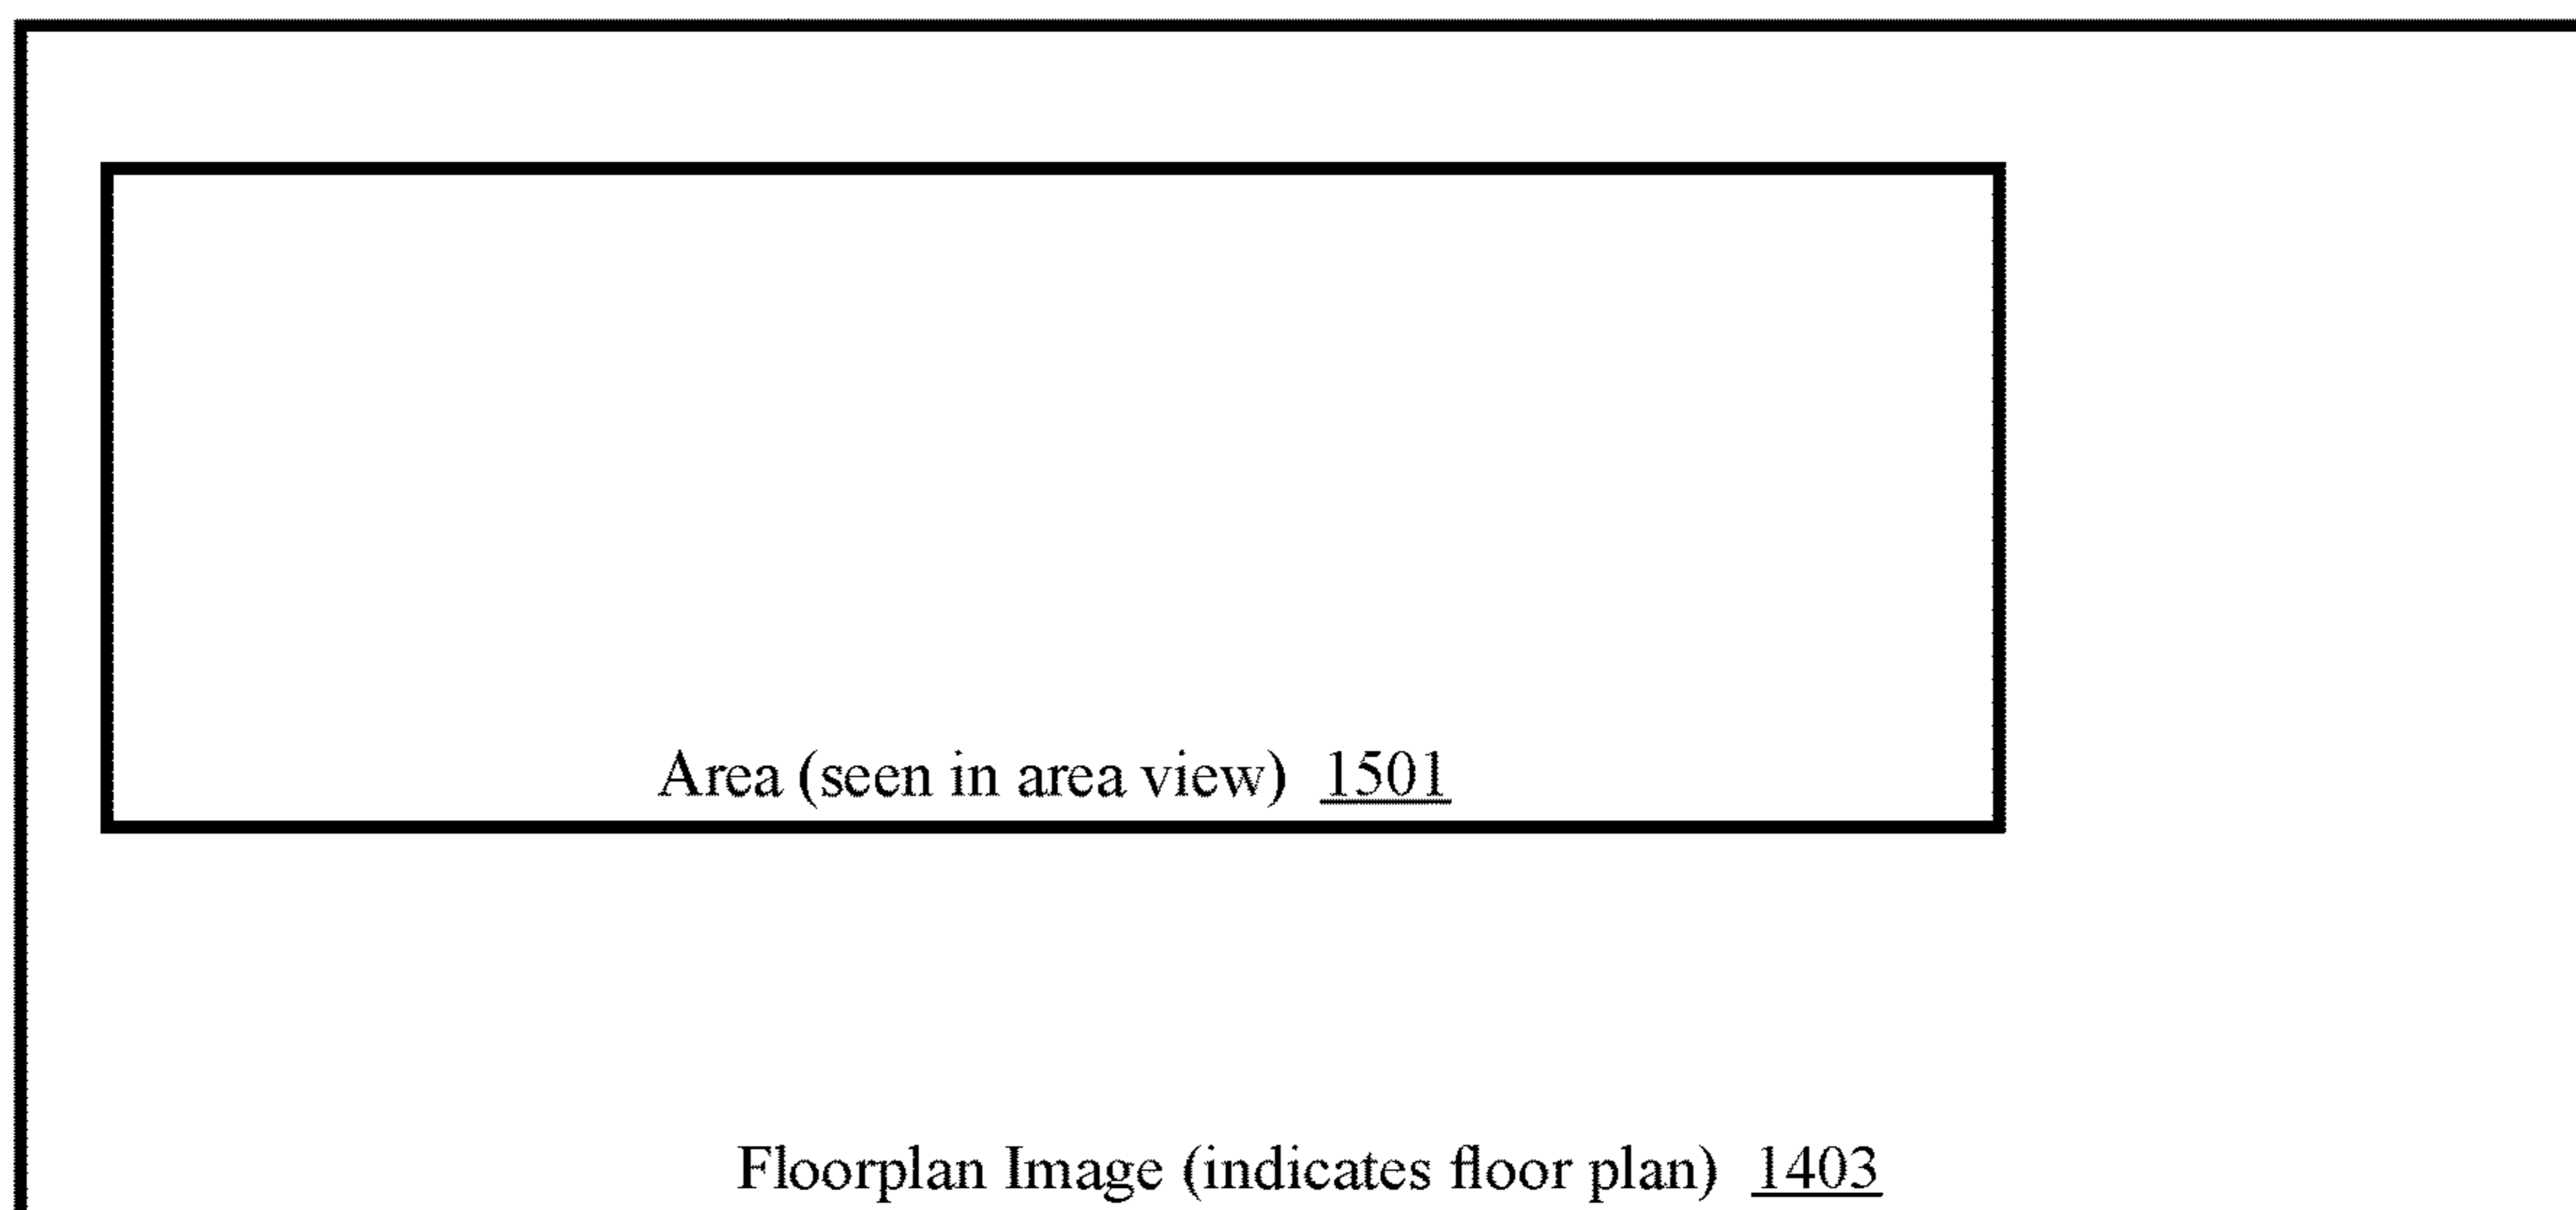 Area (seen in area view) 1501
Floorplan Image (indicates floor plan) 1403